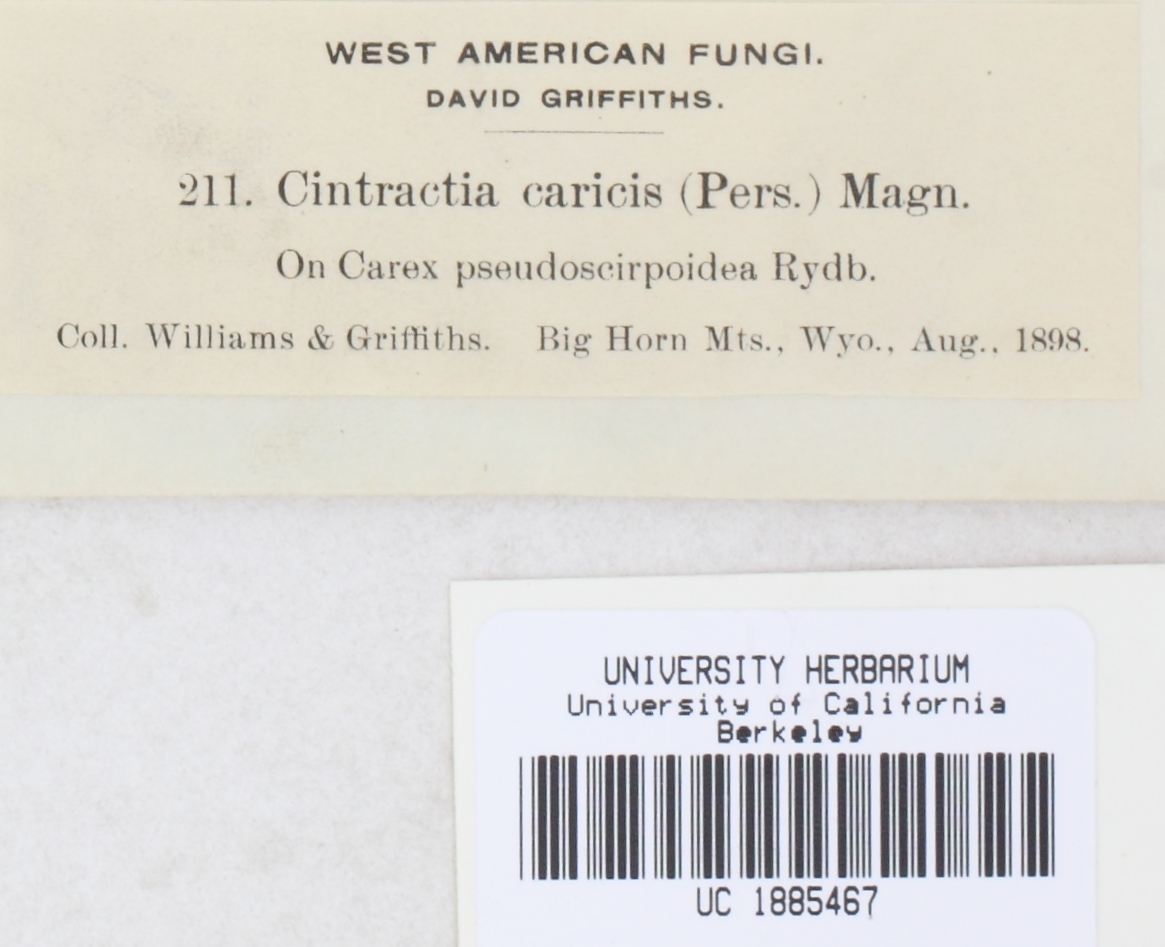 WEST AMERICAN FUNGI.
DAVID GRIFFITHS.
211. Cintractia caricis (Pers.) Magn.
On Carex pseudoscirpoidea Rydb.
Coll. Williams & Griffiths. Big Horn Mts., Wyo., Aug., 1898.
UNIVERSITY HERBARIUM
University of California
Berkeley
UC 1885467